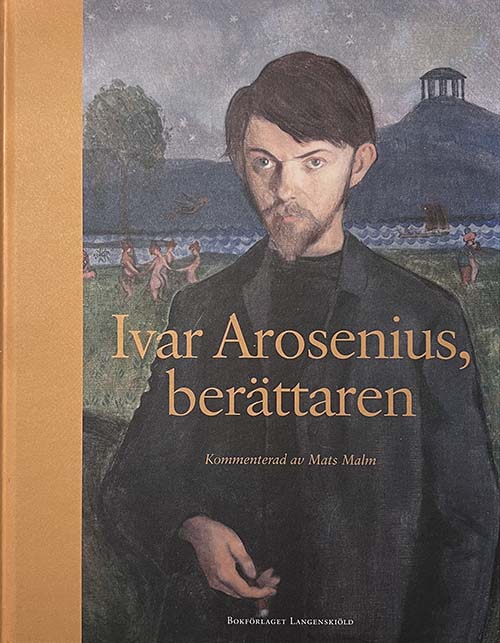 Ivar Arosenius,
berättaren
Kommenterad av Mats Malm
Bokförlaget Langenskiöld